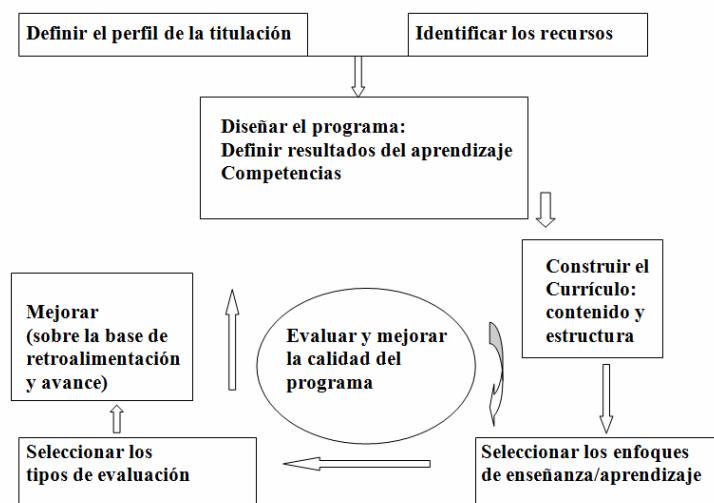 Definir el perfil de la titulación
Identificar los recursos
Diseñar el programa:
Definir resultados del aprendizaje
Competencias
Construir el
Currículo:
contenido y
estructura
Mejorar
(sobre la base de
retroalimentación
y avance)
Evaluar y mejorar
la calidad del
programa
Seleccionar los
tipos de evaluación
Seleccionar los enfoques
de enseñanza/aprendizaje